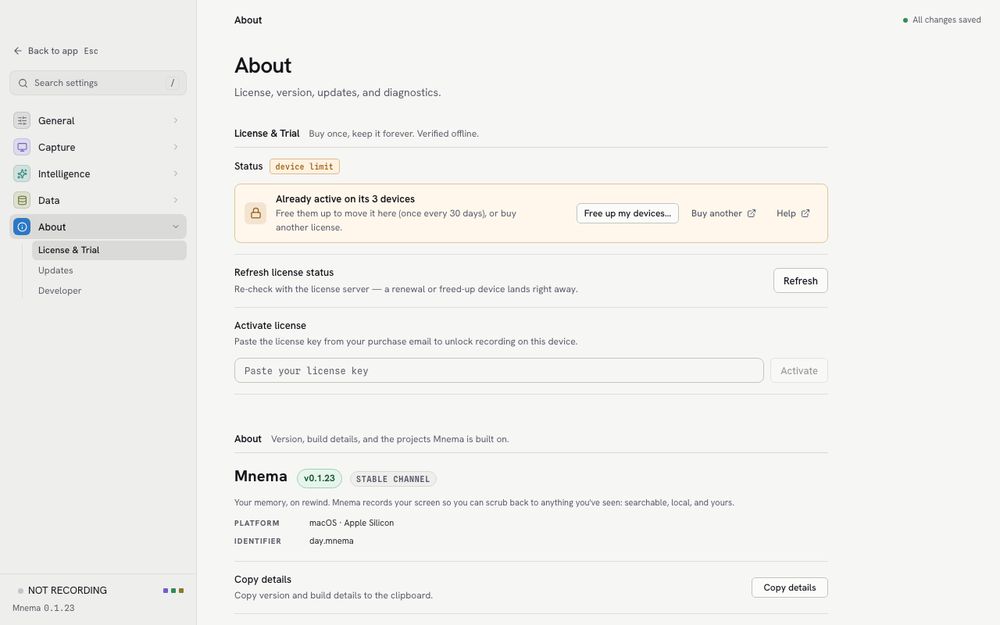 About
All changes saved
Back to app Esc
Search settings /
General
Capture
Intelligence
Data
About
License & Trial
Updates
Developer
NOT RECORDING
Mnema 0.1.23
About
License, version, updates, and diagnostics.
License & Trial Buy once, keep it forever. Verified offline.
Status device limit
Already active on its 3 devices
Free them up to move it here (once every 30 days), or buy
another license.
Free up my devices... Buy another Help
Refresh license status
Re-check with the license server — a renewal or freed-up device lands right away.
Refresh
Activate license
Paste the license key from your purchase email to unlock recording on this device.
Paste your license key
Activate
About Version, build details, and the projects Mnema is built on.
Mnema v0.1.23 STABLE CHANNEL
Your memory, on rewind. Mnema records your screen so you can scrub back to anything you've seen: searchable, local, and yours.
PLATFORM macOS · Apple Silicon
IDENTIFIER day.mnema
Copy details
Copy version and build details to the clipboard.
Copy details